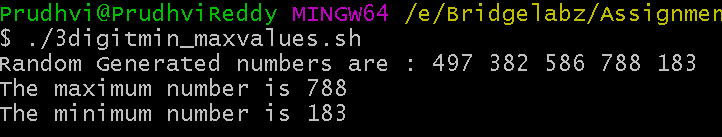 Prudhvi@PrudhviReddy MINGW64 /e/Bridgelabz/Assignmen
$ ./3digitmin_maxvalues.sh
Random Generated numbers are : 497 382 586 788 183
The maximum number is 788
The minimum number is 183